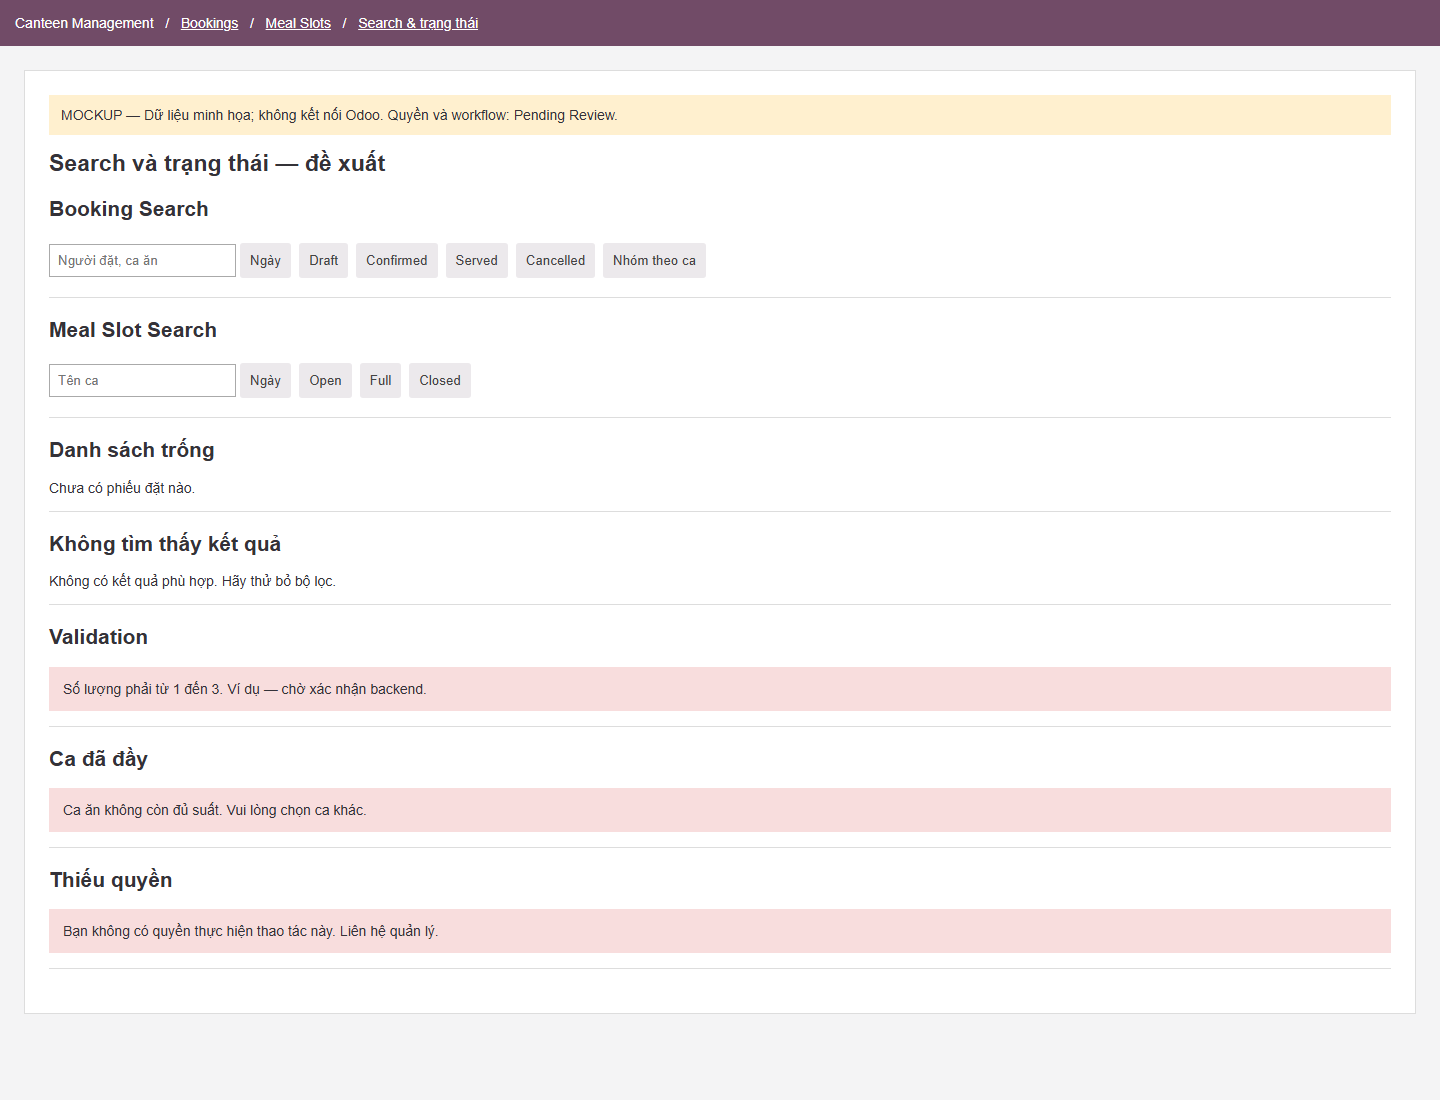 Canteen Management / Bookings / Meal Slots / Search & trạng thái
MOCKUP — Dữ liệu minh họa; không kết nối Odoo. Quyền và workflow: Pending Review.
Search và trạng thái — đề xuất
Booking Search
Người đặt, ca ăn Ngày Draft Confirmed Served Cancelled Nhóm theo ca
Meal Slot Search
Tên ca Ngày Open Full Closed
Danh sách trống
Chưa có phiếu đặt nào.
Không tìm thấy kết quả
Không có kết quả phù hợp. Hãy thử bỏ bộ lọc.
Validation
Số lượng phải từ 1 đến 3. Ví dụ — chờ xác nhận backend.
Ca đã đầy
Ca ăn không còn đủ suất. Vui lòng chọn ca khác.
Thiếu quyền
Bạn không có quyền thực hiện thao tác này. Liên hệ quản lý.